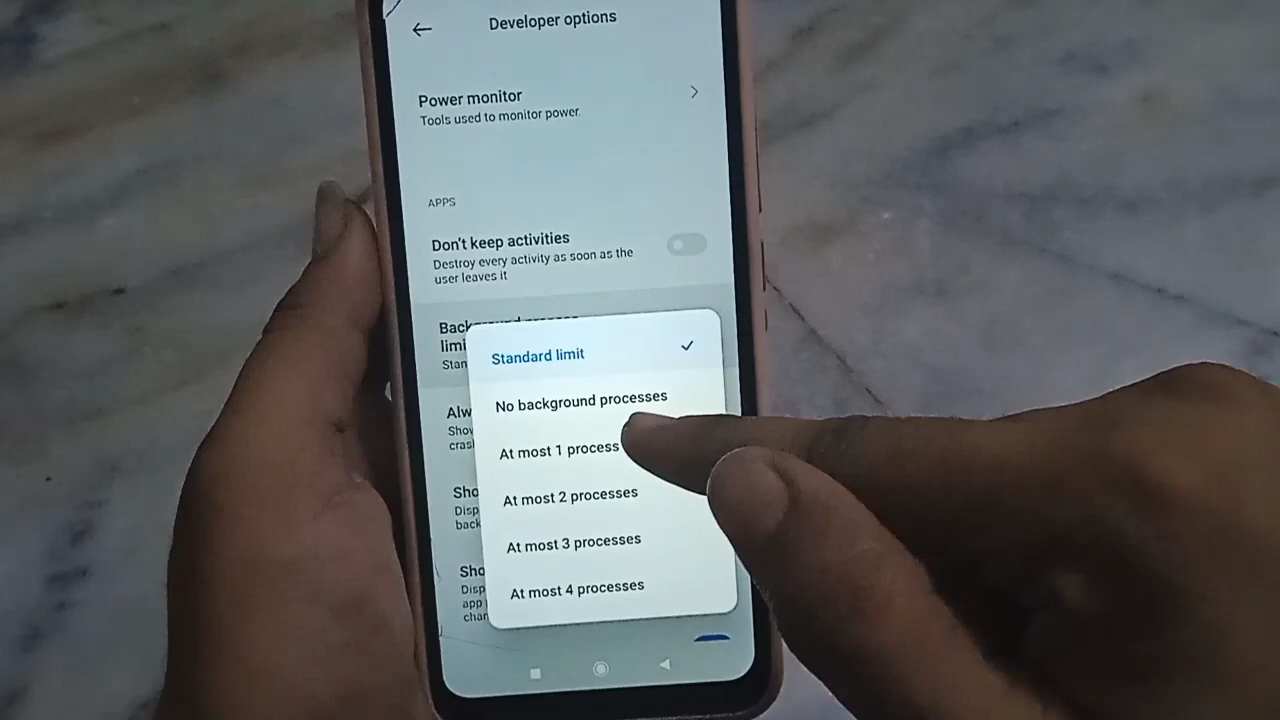 Developer options
Power monitor
Tools used to monitor power.
APPS
Don't keep activities
Destroy every activity as soon as the
user leaves it
Standard limit
No background processes
At most 1 process
At most 2 processes
At most 3 processes
At most 4 processes